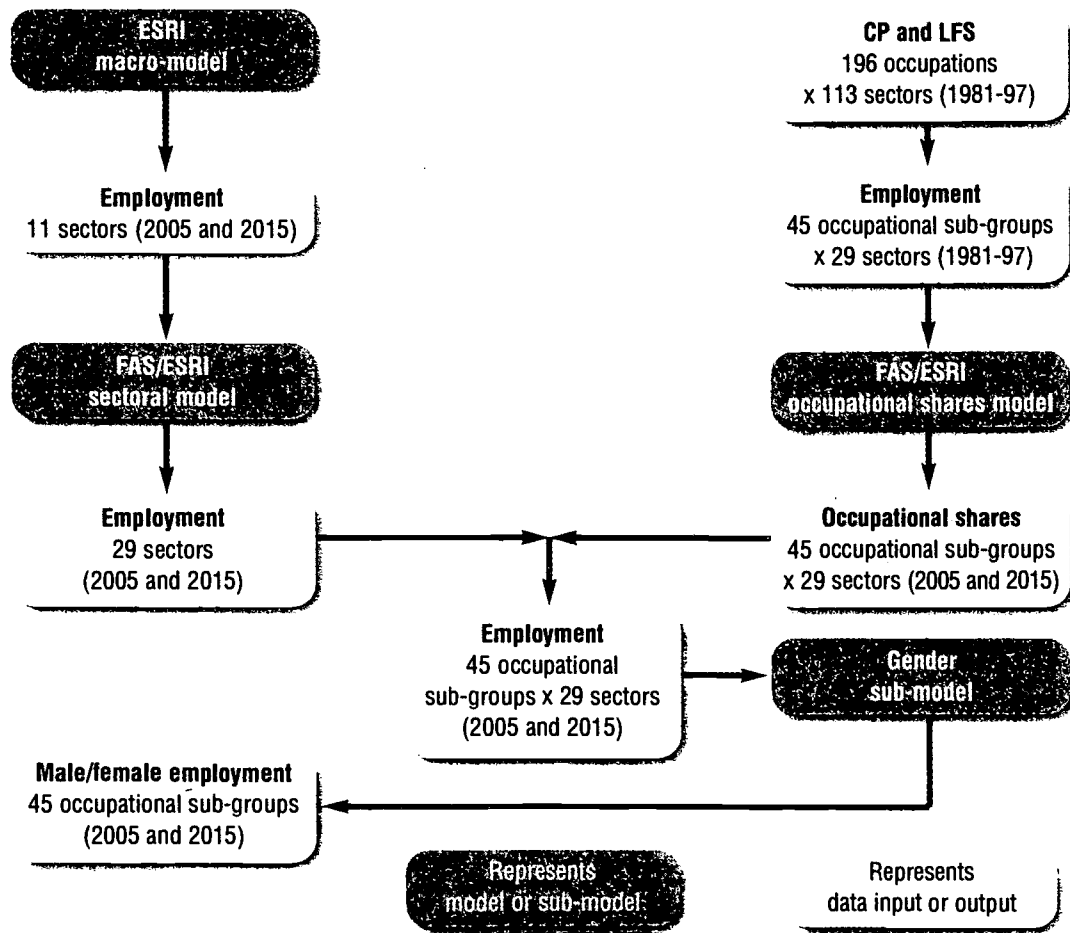 ESRI
macro-model
CP and LFS
196 occupations
x 113 sectors (1981-97)
Employment
11 sectors (2005 and 2015)
Employment
45 occupational sub-groups
x 29 sectors (1981-97)
FAS/ESRI
sectoral model
FAS/ESRI
occupational shares model
Employment
29 sectors
(2005 and 2015)
Occupational shares
45 occupational sub-groups
x 29 sectors (2005 and 2015)
Employment
45 occupational
sub-groups x 29 sectors
(2005 and 2015)
Gender
sub-model
Male/female employment
45 occupational sub-groups
(2005 and 2015)
Represents
model or sub-model
Represents
data input or output